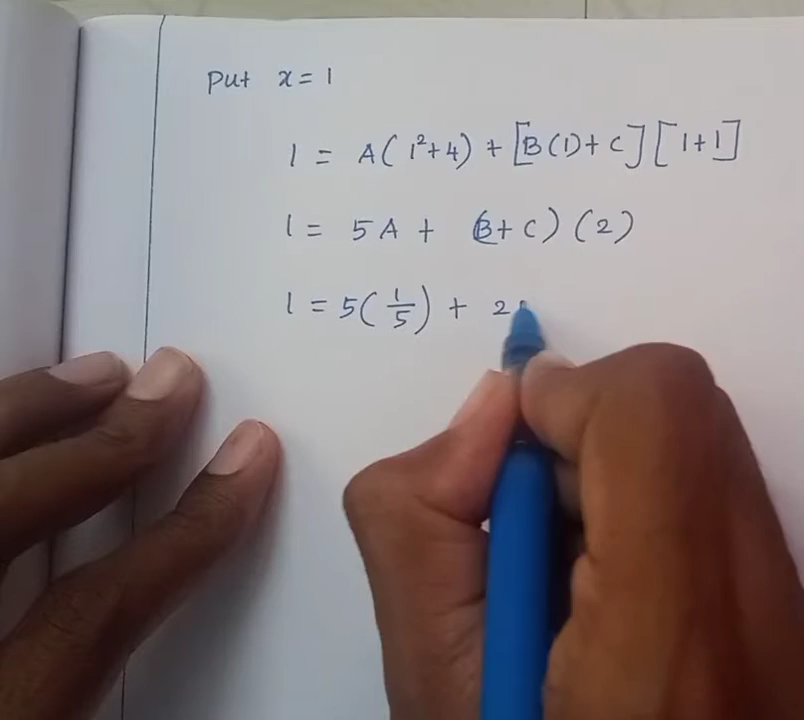 Put x = 1
1 = A(1²+4) + [B(1)+C][1+1]
1 = 5A + (B+C)(2)
1 = 5(1/5) + 2